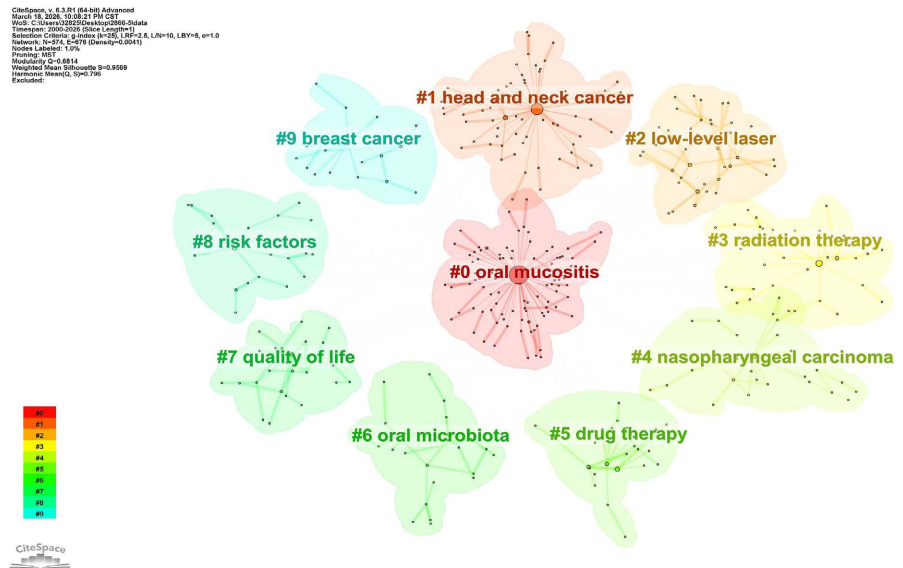 CiteSpace, v. 6.3.R1 (64-bit) Advanced
March 18, 2026, 10:08:21 PM CST
WoS: C:\Users\32825\Desktop\2866-5\data
Timespan: 2000-2026 (Slice Length=1)
Selection Criteria: g-index (k=25), LRF=2.5, L/N=10, LBY=5, e=1.0
Network: N=574, E=676 (Density=0.0041)
Nodes Labeled: 1.0%
Pruning: MST
Modularity Q=0.6814
Weighted Mean Silhouette S=0.9569
Harmonic Mean(Q, S)=0.796
Excluded:
#1 head and neck cancer
#9 breast cancer
#2 low-level laser
#8 risk factors
#3 radiation therapy
#0 oral mucositis
#7 quality of life
#4 nasopharyngeal carcinoma
#6 oral microbiota
#5 drug therapy
#0
#1
#2
#3
#4
#5
#6
#7
#8
#9
CiteSpace